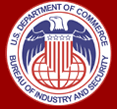 U.S. DEPARTMENT OF COMMERCE
BUREAU OF INDUSTRY AND SECURITY